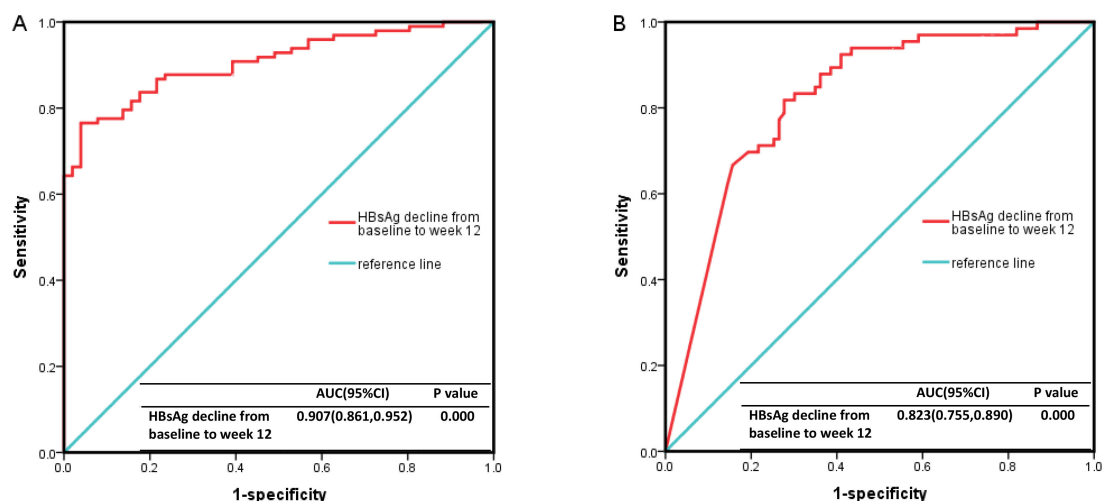 A
1.0
0.8
0.6
0.4
0.2
0.0
Sensitivity
HBsAg decline from
baseline to week 12
reference line
AUC(95%CI) P value
HBsAg decline from 0.907(0.861,0.952) 0.000
baseline to week 12
0.0 0.2 0.4 0.6 0.8 1.0
1-specificity
B
1.0
0.8
0.6
0.4
0.2
0.0
Sensitivity
HBsAg decline from
baseline to week 12
reference line
AUC(95%CI) P value
HBsAg decline from 0.823(0.755,0.890) 0.000
baseline to week 12
0.0 0.2 0.4 0.6 0.8 1.0
1-specificity